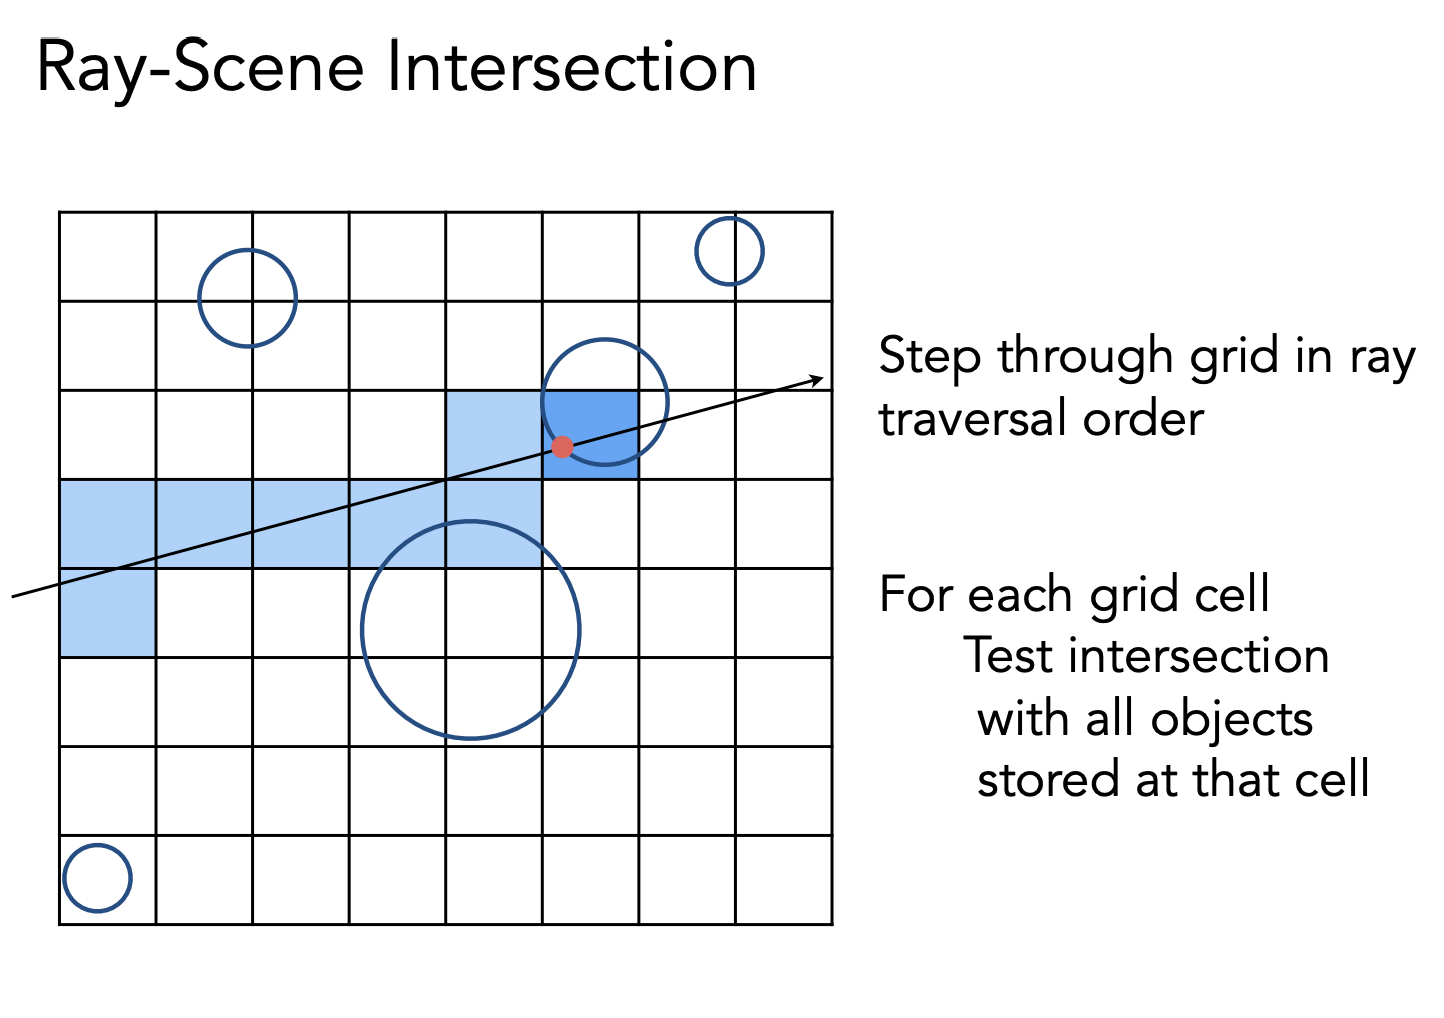 Ray-Scene Intersection
Step through grid in ray
traversal order
For each grid cell
Test intersection
with all objects
stored at that cell